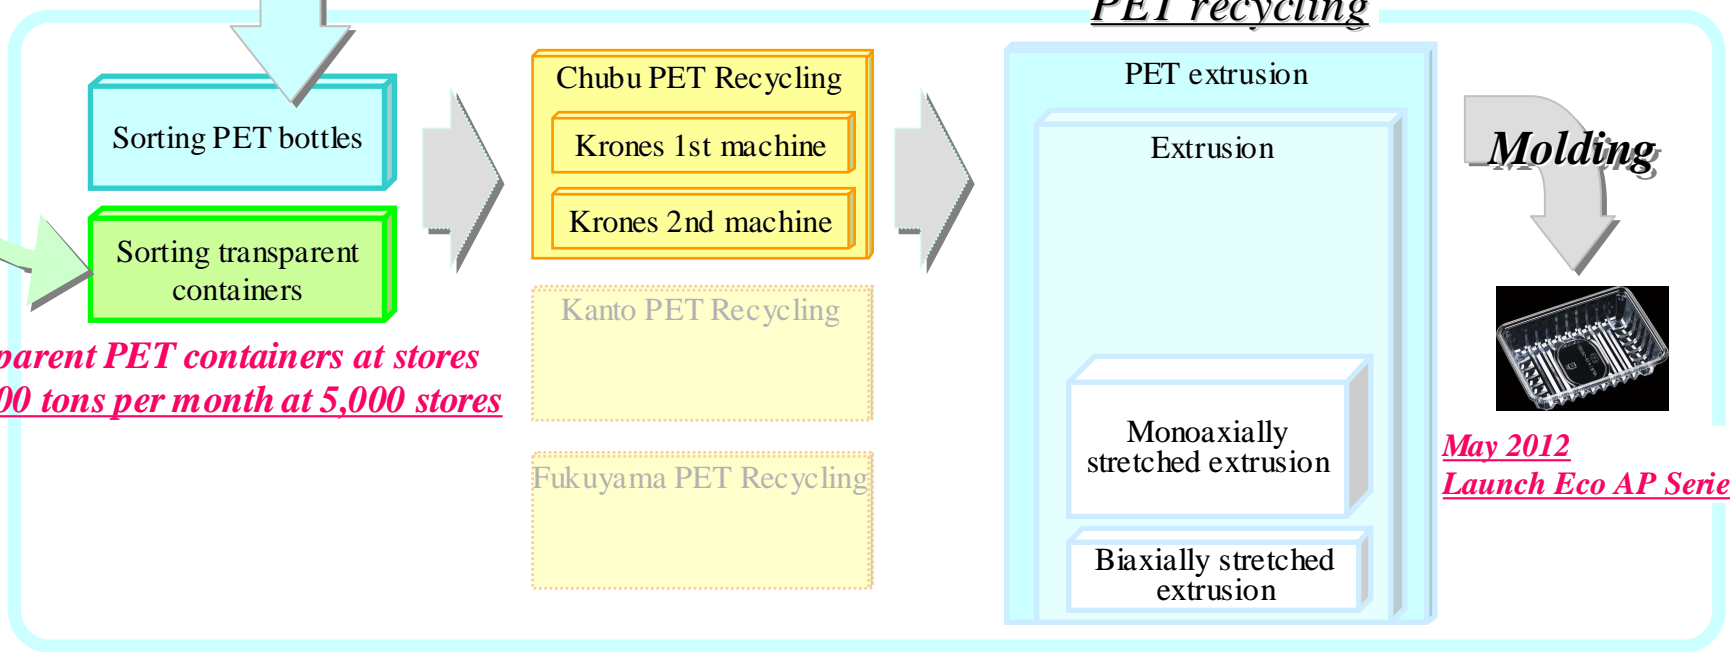 PET recycling
Sorting PET bottles
Sorting transparent
containers
parent PET containers at stores
00 tons per month at 5,000 stores
Chubu PET Recycling
Krones 1st machine
Krones 2nd machine
Kanto PET Recycling
Fukuyama PET Recycling
PET extrusion
Extrusion
Monoaxially
stretched extrusion
Biaxially stretched
extrusion
Molding
May 2012
Launch Eco AP Serie